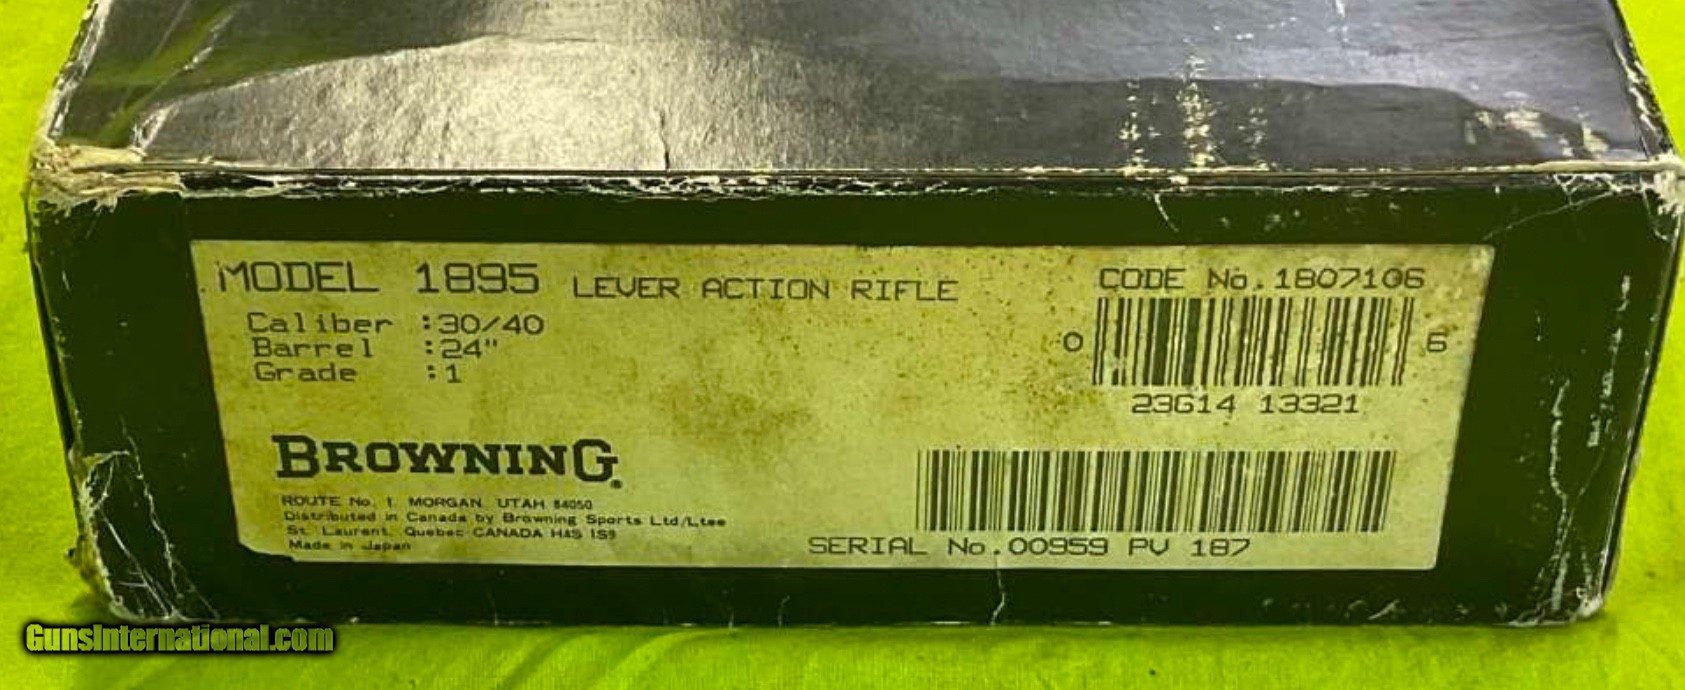 MODEL 1895 LEVER ACTION RIFLE
Caliber :30/40
Barrel :24"
Grade :1
CODE No.1807106
0 6
23614 13321
BROWNING®
ROUTE No. 1 MORGAN, UTAH 84050
Distributed in Canada by Browning Sports Ltd/Ltee
St. Laurent, Quebec CANADA H4S 1S9
Made in Japan
SERIAL No.00959 PV 187
GunsInternational.com